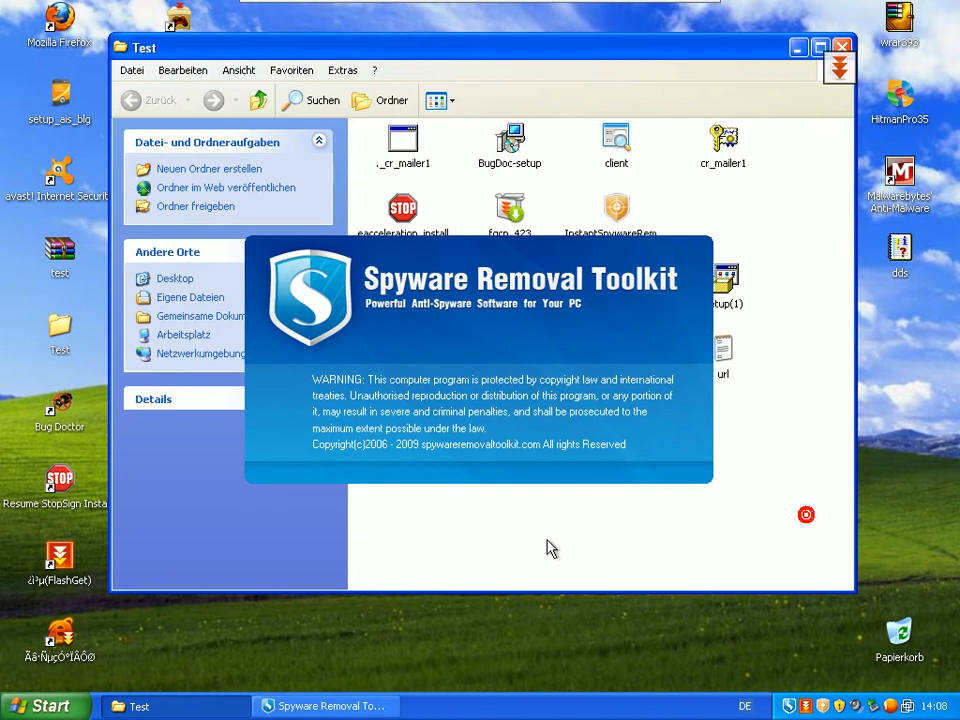 Mozilla Firefox
setup_ais_blg
avast! Internet Securit
test
Test
Bug Doctor
Resume StopSign Insta
¿ì³µ(FlashGet)
Test
Datei Bearbeiten Ansicht Favoriten Extras ?
Zurück Suchen Ordner
Datei- und Ordneraufgaben
Neuen Ordner erstellen
Ordner im Web veröffentlichen
Ordner freigeben
Andere Orte
Desktop
Eigene Dateien
Gemeinsame Dokum
Arbeitsplatz
Netzwerkumgebung
Details
._cr_mailer1 BugDoc-setup client cr_mailer1
STOP
eacceleration_install fgcn_423 InstantSpywareRem
etup(1)
url
Spyware Removal Toolkit
Powerful Anti-Spyware Software for Your PC
WARNING: This computer program is protected by copyright law and international
treaties. Unauthorised reproduction or distribution of this program, or any portion of
it, may result in severe and criminal penalties, and shall be prosecuted to the
maximum extent possible under the law.
Copyright(c)2006 - 2009 spywareremovaltoolkit.com All rights Reserved
wrar393
HitmanPro35
Malwarebytes'
Anti-Malware
dds
Papierkorb
Start Test Spyware Removal To... DE 14:08